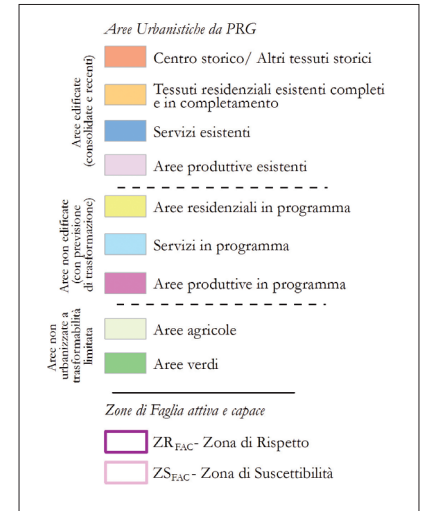 Aree Urbanistiche da PRG
Aree edificate
(consolidate e recenti)
Centro storico/ Altri tessuti storici
Tessuti residenziali esistenti completi
e in completamento
Servizi esistenti
Aree produttive esistenti
Aree non edificate
(con previsione
di trasformazione)
Aree residenziali in programma
Servizi in programma
Aree produttive in programma
Aree non
urbanizzate a
trasformabilità
limitata
Aree agricole
Aree verdi
Zone di Faglia attiva e capace
ZRFAC- Zona di Rispetto
ZSFAC- Zona di Suscettibilità